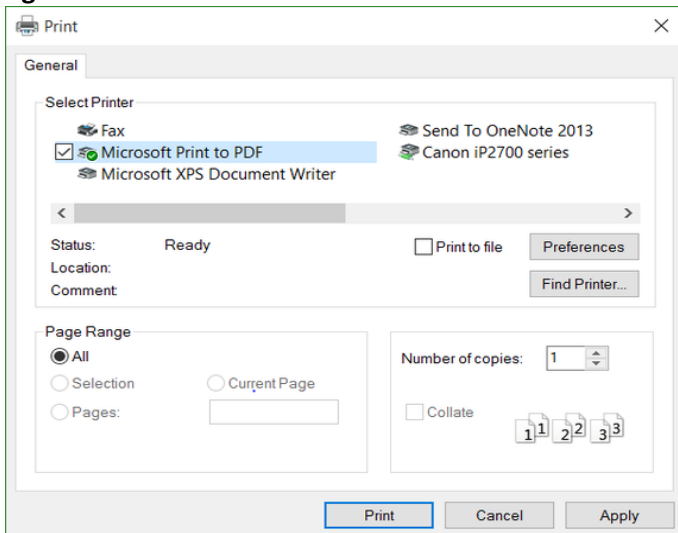 Print
General
Select Printer
Fax
Microsoft Print to PDF
Microsoft XPS Document Writer
Send To OneNote 2013
Canon iP2700 series
Status: Ready
Location:
Comment:
Print to file
Preferences
Find Printer...
Page Range
All
Selection
Current Page
Pages:
Number of copies: 1
Collate
1 1 2 2 3 3
Print Cancel Apply